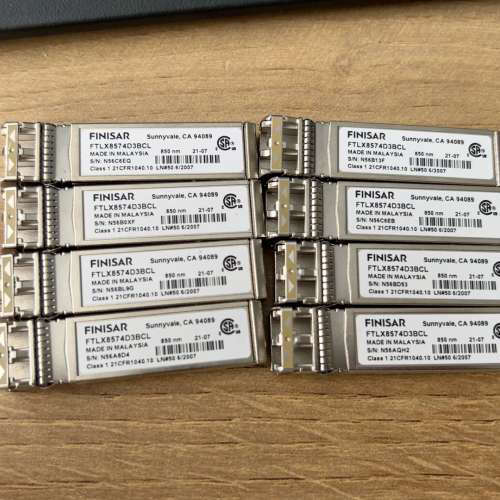 FINISAR Sunnyvale, CA 94089
FTLX8574D3BCL
MADE IN MALAYSIA 850 nm 21-07
S/N: N56C6EQ
Class 1 21CFR1040.10 LN#50 6/2007
FINISAR Sunnyvale, CA 94089
FTLX8574D3BCL
MADE IN MALAYSIA 850 nm 21-07
S/N: N56B0XF
Class 1 21CFR1040.10 LN#50 6/2007
FINISAR Sunnyvale, CA 94089
FTLX8574D3BCL
MADE IN MALAYSIA 850 nm 21-07
S/N: N56BL9G
Class 1 21CFR1040.10 LN#50 6/2007
FINISAR Sunnyvale, CA 94089
FTLX8574D3BCL
MADE IN MALAYSIA 850 nm 21-07
S/N: N56A8D4
Class 1 21CFR1040.10 LN#50 6/2007
FINISAR Sunnyvale, CA 94089
FTLX8574D3BCL
MADE IN MALAYSIA 850 nm 21-07
S/N: N56B13F
Class 1 21CFR1040.10 LN#50 6/2007
FINISAR Sunnyvale, CA 94089
FTLX8574D3BCL
MADE IN MALAYSIA 850 nm 21-07
S/N: N56C6EB
Class 1 21CFR1040.10 LN#50 6/2007
FINISAR Sunnyvale, CA 94089
FTLX8574D3BCL
MADE IN MALAYSIA 850 nm 21-07
S/N: N56BD53
Class 1 21CFR1040.10 LN#50 6/2007
FINISAR Sunnyvale, CA 94089
FTLX8574D3BCL
MADE IN MALAYSIA 850 nm 21-07
S/N: N56AQH2
Class 1 21CFR1040.10 LN#50 6/2007